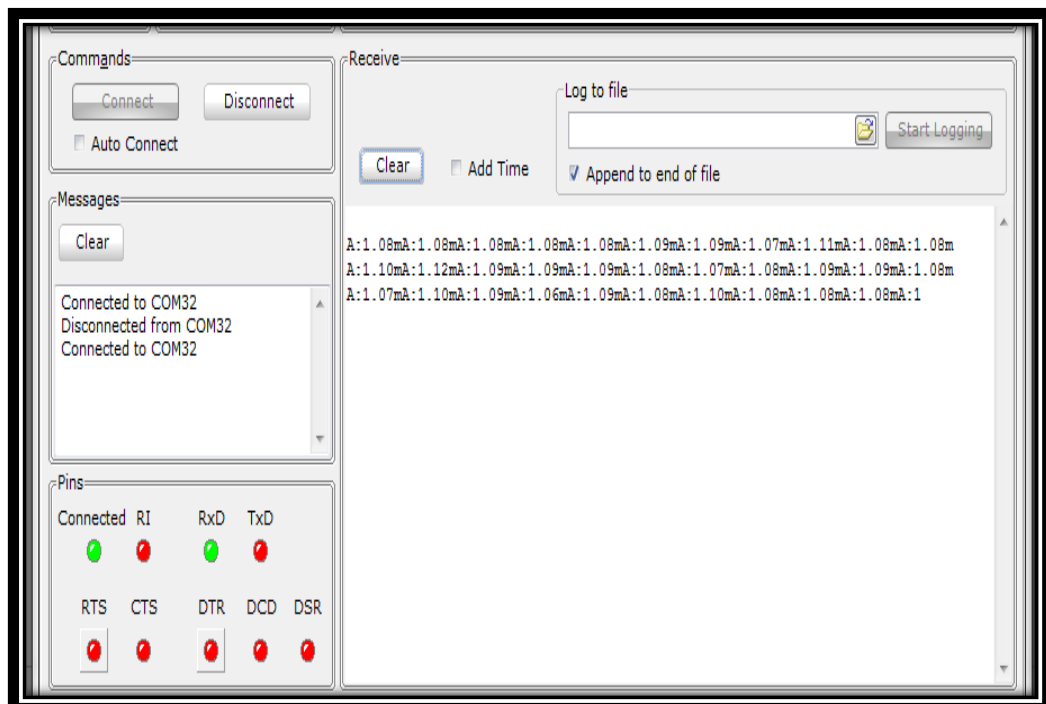 Commands
Connect
Disconnect
Auto Connect
Messages
Clear
Connected to COM32
Disconnected from COM32
Connected to COM32
Pins
Connected RI RxD TxD
RTS CTS DTR DCD DSR
Receive
Clear
Add Time
Log to file
Start Logging
Append to end of file
A:1.08mA:1.08mA:1.08mA:1.08mA:1.08mA:1.09mA:1.09mA:1.07mA:1.11mA:1.08mA:1.08m
A:1.10mA:1.12mA:1.09mA:1.09mA:1.09mA:1.08mA:1.07mA:1.08mA:1.09mA:1.09mA:1.08m
A:1.07mA:1.10mA:1.09mA:1.06mA:1.09mA:1.08mA:1.10mA:1.08mA:1.08mA:1.08mA:1